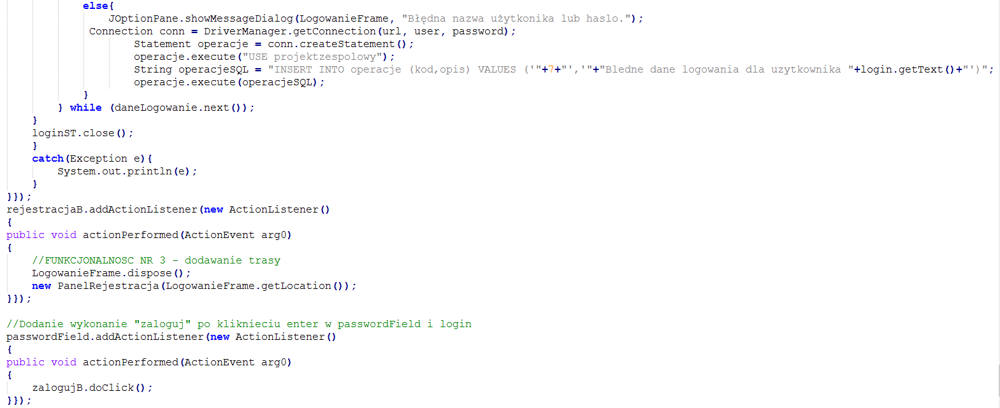 else{
JOptionPane.showMessageDialog(LogowanieFrame, "Błędna nazwa użytkonika lub haslo.");
Connection conn = DriverManager.getConnection(url, user, password);
Statement operacje = conn.createStatement();
operacje.execute("USE projektzespolowy");
String operacjeSQL = "INSERT INTO operacje (kod,opis) VALUES ('"+7+"','"+"Bledne dane logowania dla uzytkownika "+login.getText()+"')";
operacje.execute(operacjeSQL);
}
} while (daneLogowanie.next());
}
loginST.close();
}
catch(Exception e){
System.out.println(e);
}
}});
rejestracjaB.addActionListener(new ActionListener()
{
public void actionPerformed(ActionEvent arg0)
{
//FUNKCJONALNOSC NR 3 - dodawanie trasy
LogowanieFrame.dispose();
new PanelRejestracja(LogowanieFrame.getLocation());
}});
//Dodanie wykonanie "zaloguj" po kliknieciu enter w passwordField i login
passwordField.addActionListener(new ActionListener()
{
public void actionPerformed(ActionEvent arg0)
{
zalogujB.doClick();
}});